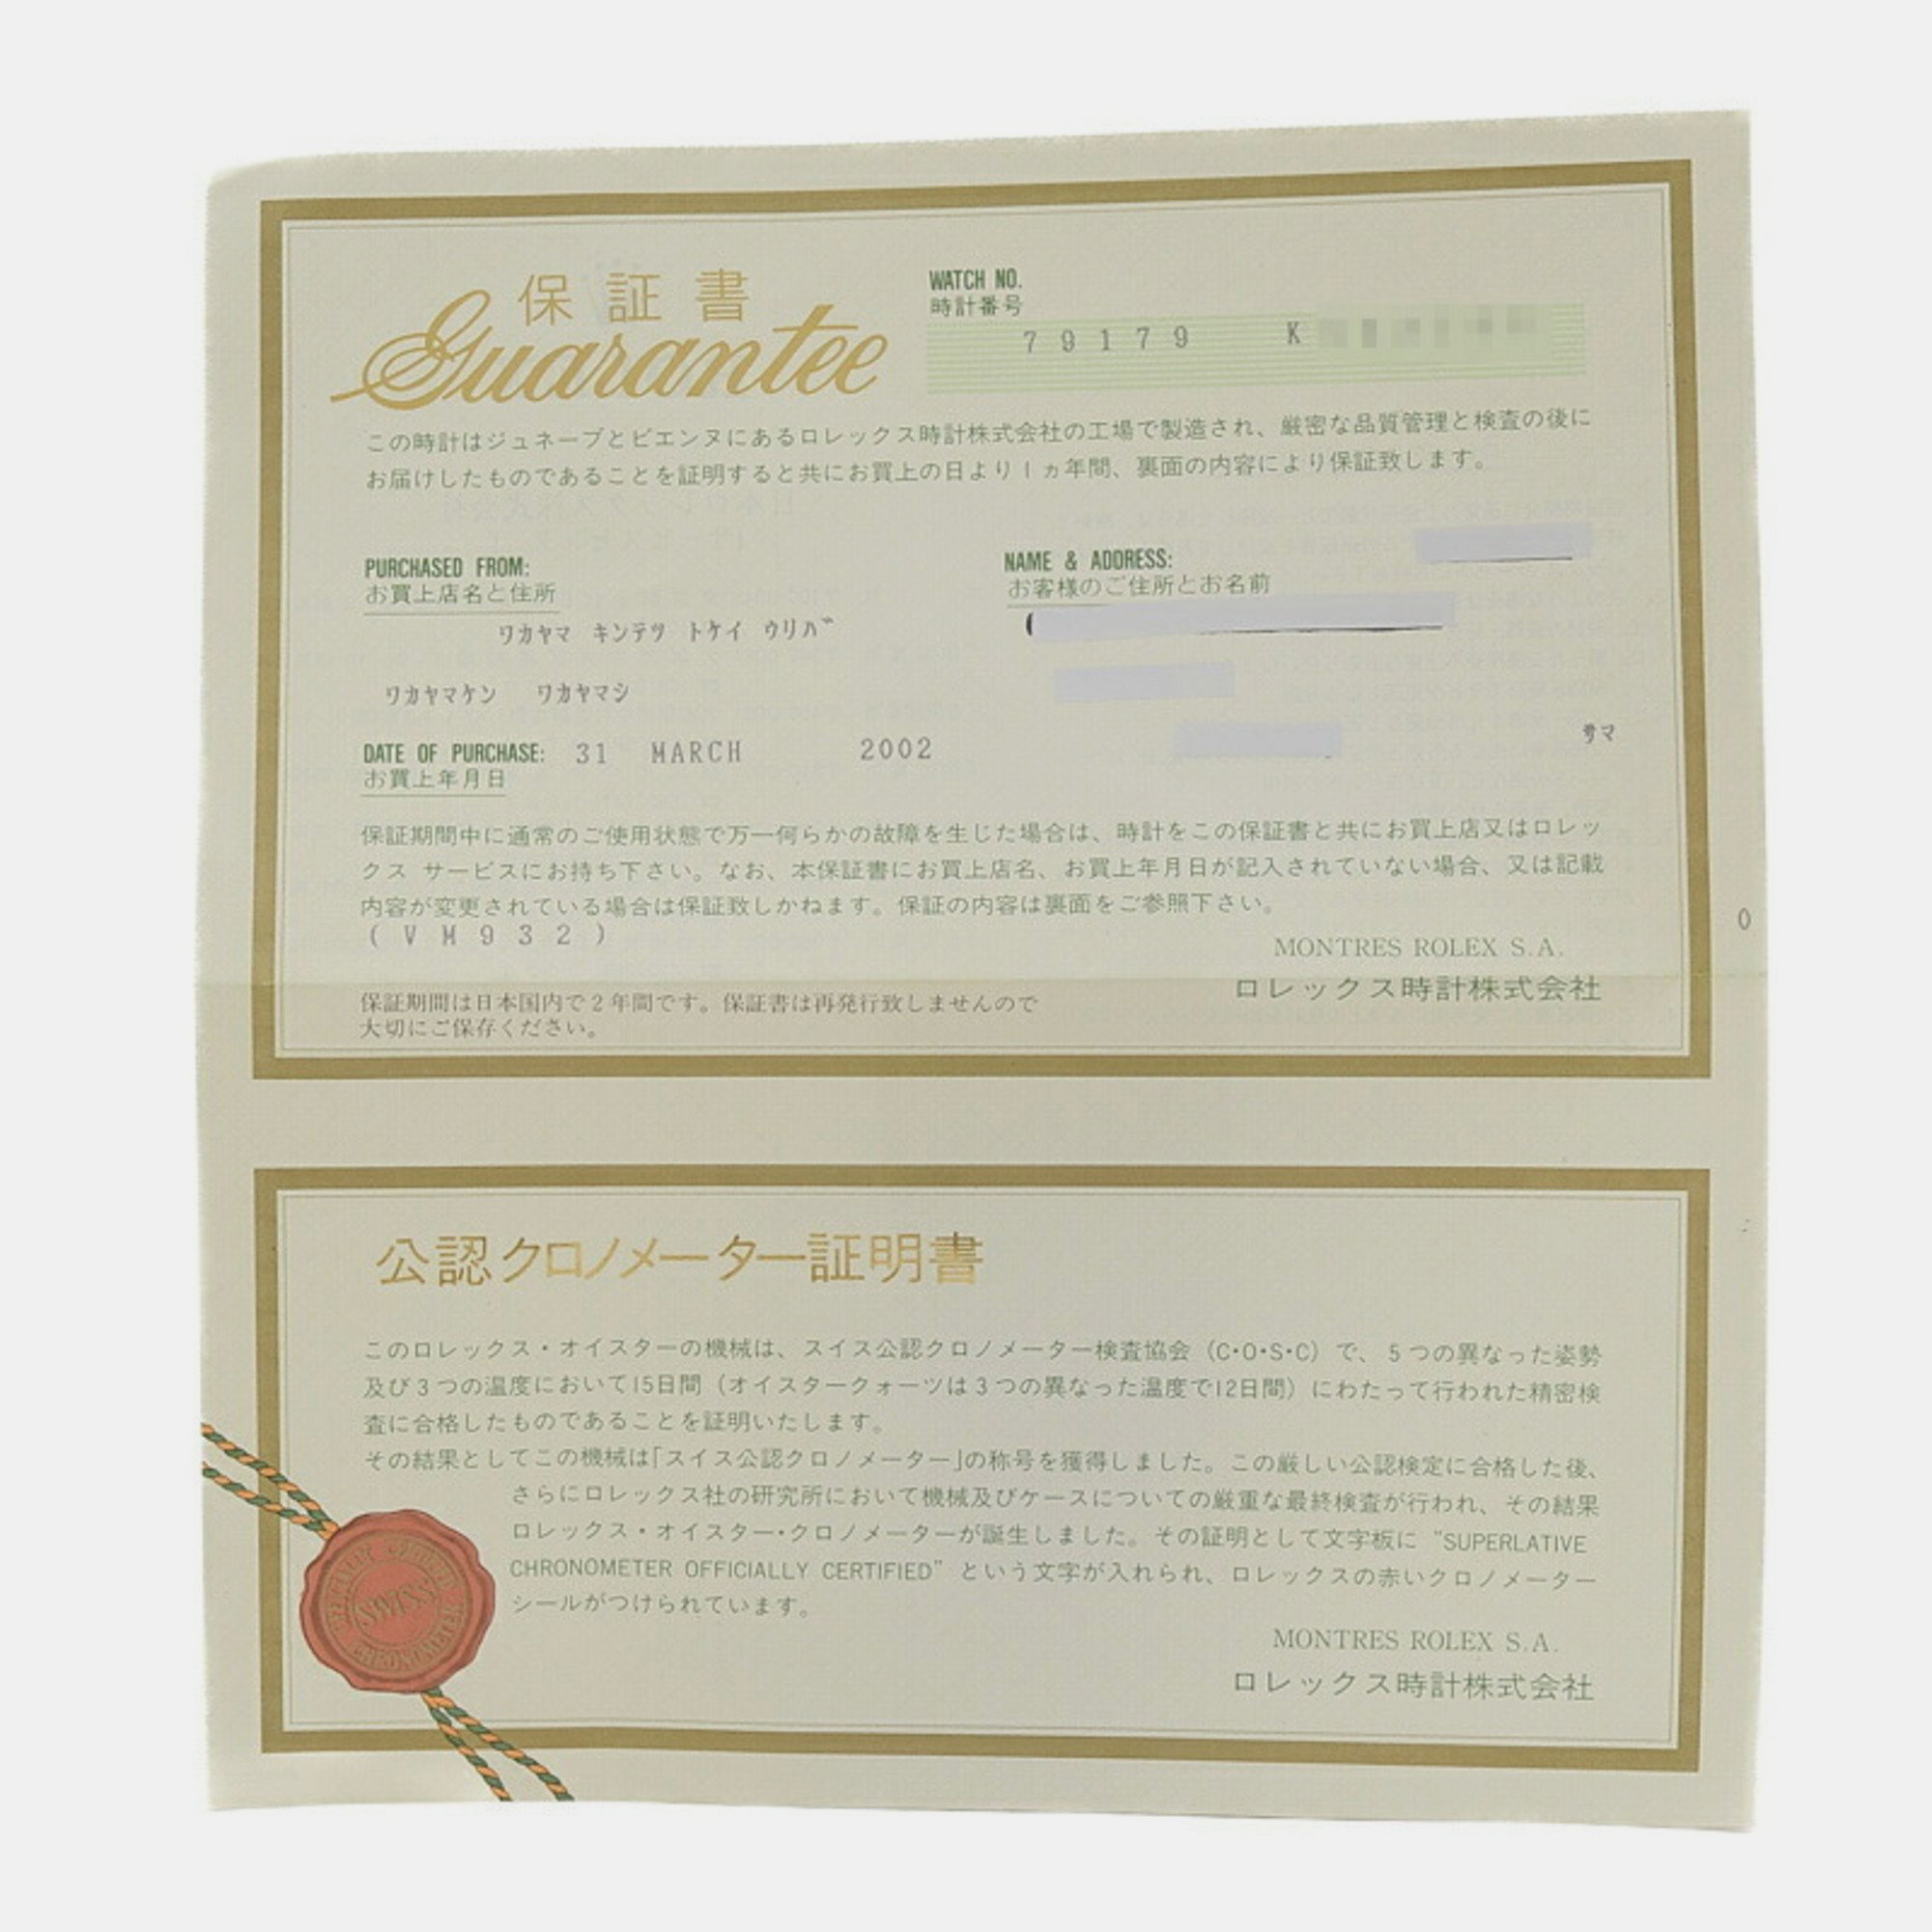 保証書
Guarantee
WATCH NO.
時計番号
79179 K
この時計はジュネーブとビエンヌにあるロレックス時計株式会社の工場で製造され、厳密な品質管理と検査の後に
お届けしたものであることを証明すると共にお買上の日より1ヵ年間、裏面の内容により保証致します。
PURCHASED FROM:
お買上店名と住所
ワカヤマ キンテツ トケイ ウリバ
ワカヤマケン ワカヤマシ
NAME & ADDRESS:
お客様のご住所とお名前
サマ
DATE OF PURCHASE: 31 MARCH 2002
お買上年月日
保証期間中に通常のご使用状態で万一何らかの故障を生じた場合は、時計をこの保証書と共にお買上店又はロレッ
クス サービスにお持ち下さい。なお、本保証書にお買上店名、お買上年月日が記入されていない場合、又は記載
内容が変更されている場合は保証致しかねます。保証の内容は裏面をご参照下さい。
(VM932)
MONTRES ROLEX S.A.
ロレックス時計株式会社
保証期間は日本国内で2年間です。保証書は再発行致しませんので
大切にご保存ください。
公認クロノメーター証明書
このロレックス・オイスターの機械は、スイス公認クロノメーター検査協会（C・O・S・C）で、5つの異なった姿勢
及び3つの温度において15日間（オイスタークォーツは3つの異なった温度で12日間）にわたって行われた精密検
査に合格したものであることを証明いたします。
その結果としてこの機械は「スイス公認クロノメーター」の称号を獲得しました。この厳しい公認検定に合格した後、
さらにロレックス社の研究所において機械及びケースについての厳重な最終検査が行われ、その結果
ロレックス・オイスター・クロノメーターが誕生しました。その証明として文字板に “SUPERLATIVE
CHRONOMETER OFFICIALLY CERTIFIED” という文字が入れられ、ロレックスの赤いクロノメーター
シールがつけられています。
OFFICIALLY CERTIFIED
SWISS
CHRONOMETER
MONTRES ROLEX S.A.
ロレックス時計株式会社